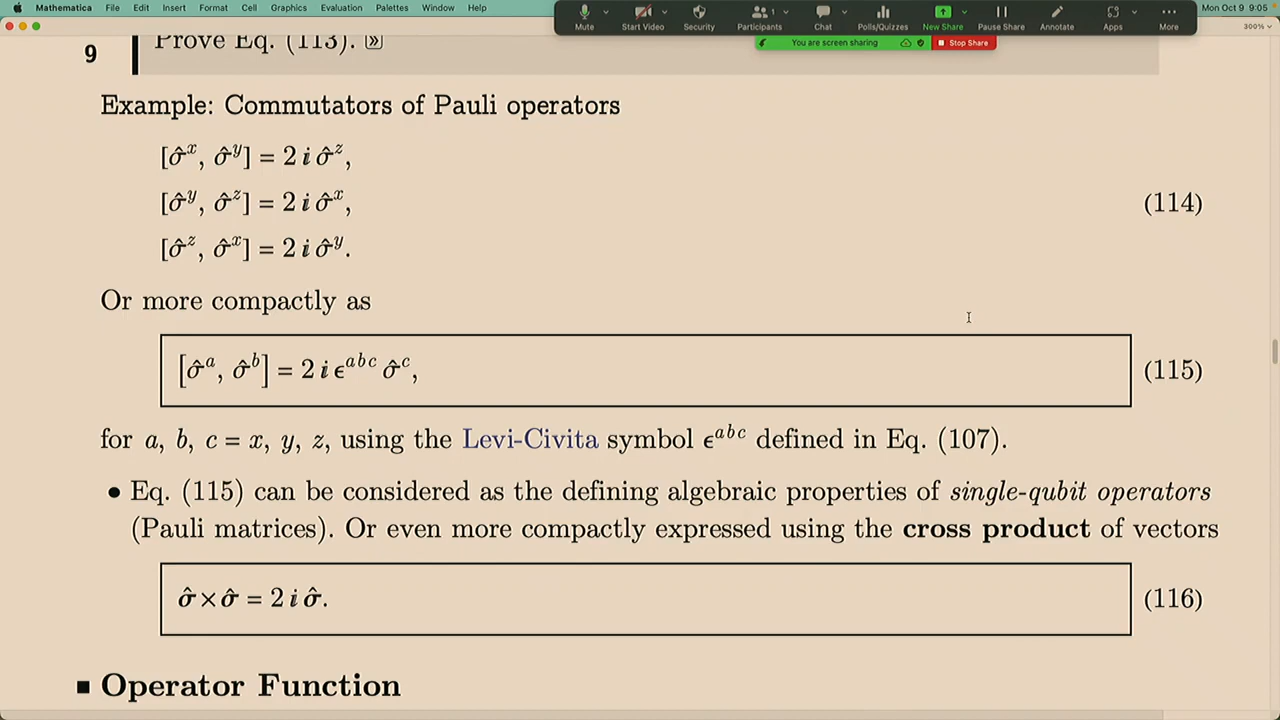 Mathematica File Edit Insert Format Cell Graphics Evaluation Palettes Window Help
Mute Start Video Security Participants 1 Chat Polls/Quizzes New Share Pause Share Annotate Apps More
Mon Oct 9 9:05
300%
You are screen sharing Stop Share
9 Prove Eq. (113). »
Example: Commutators of Pauli operators
[σ̂ˣ, σ̂ʸ] = 2 i σ̂ᶻ,
[σ̂ʸ, σ̂ᶻ] = 2 i σ̂ˣ, (114)
[σ̂ᶻ, σ̂ˣ] = 2 i σ̂ʸ.
Or more compactly as
[σ̂ᵃ, σ̂ᵇ] = 2 i ϵᵃᵇᶜ σ̂ᶜ, (115)
for a, b, c = x, y, z, using the Levi-Civita symbol ϵᵃᵇᶜ defined in Eq. (107).
• Eq. (115) can be considered as the defining algebraic properties of single-qubit operators
(Pauli matrices). Or even more compactly expressed using the cross product of vectors
σ̂ × σ̂ = 2 i σ̂. (116)
■ Operator Function